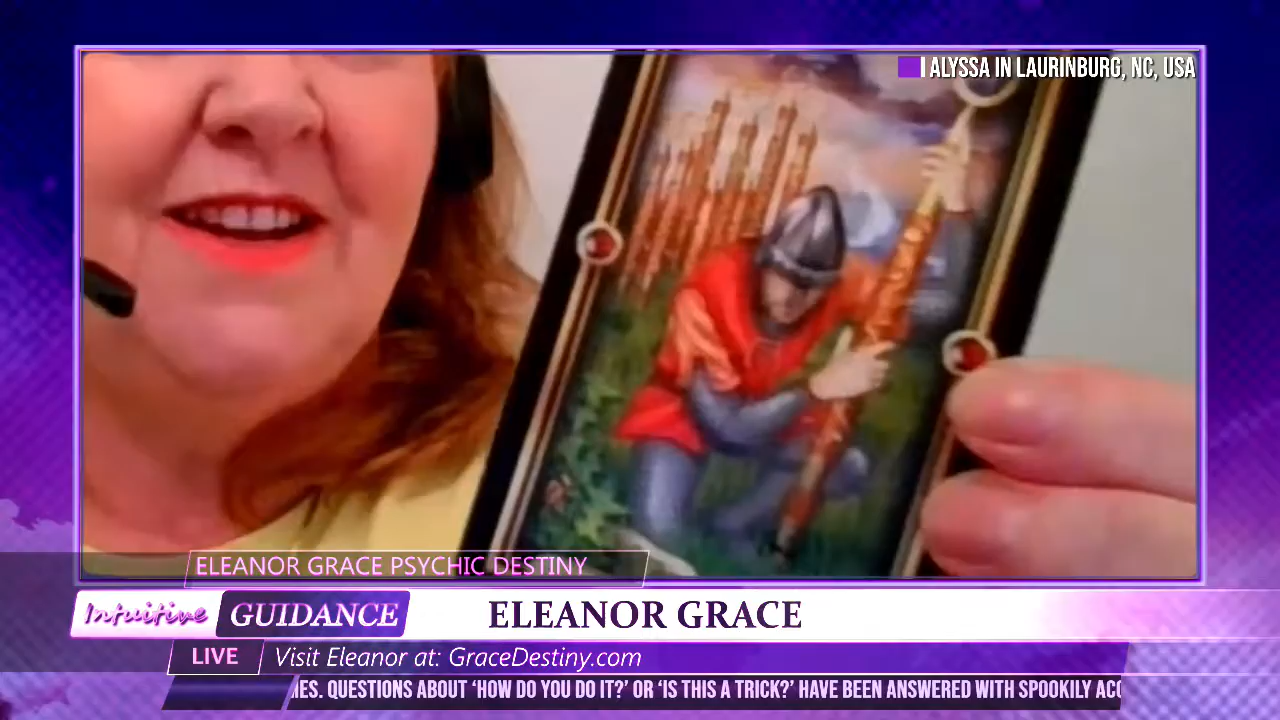 ALYSSA IN LAURINBURG, NC, USA
ELEANOR GRACE PSYCHIC DESTINY
Intuitive GUIDANCE
ELEANOR GRACE
LIVE
Visit Eleanor at: GraceDestiny.com
QUESTIONS ABOUT ‘HOW DO YOU DO IT?’ OR ‘IS THIS A TRICK?’ HAVE BEEN ANSWERED WITH SPOOKILY